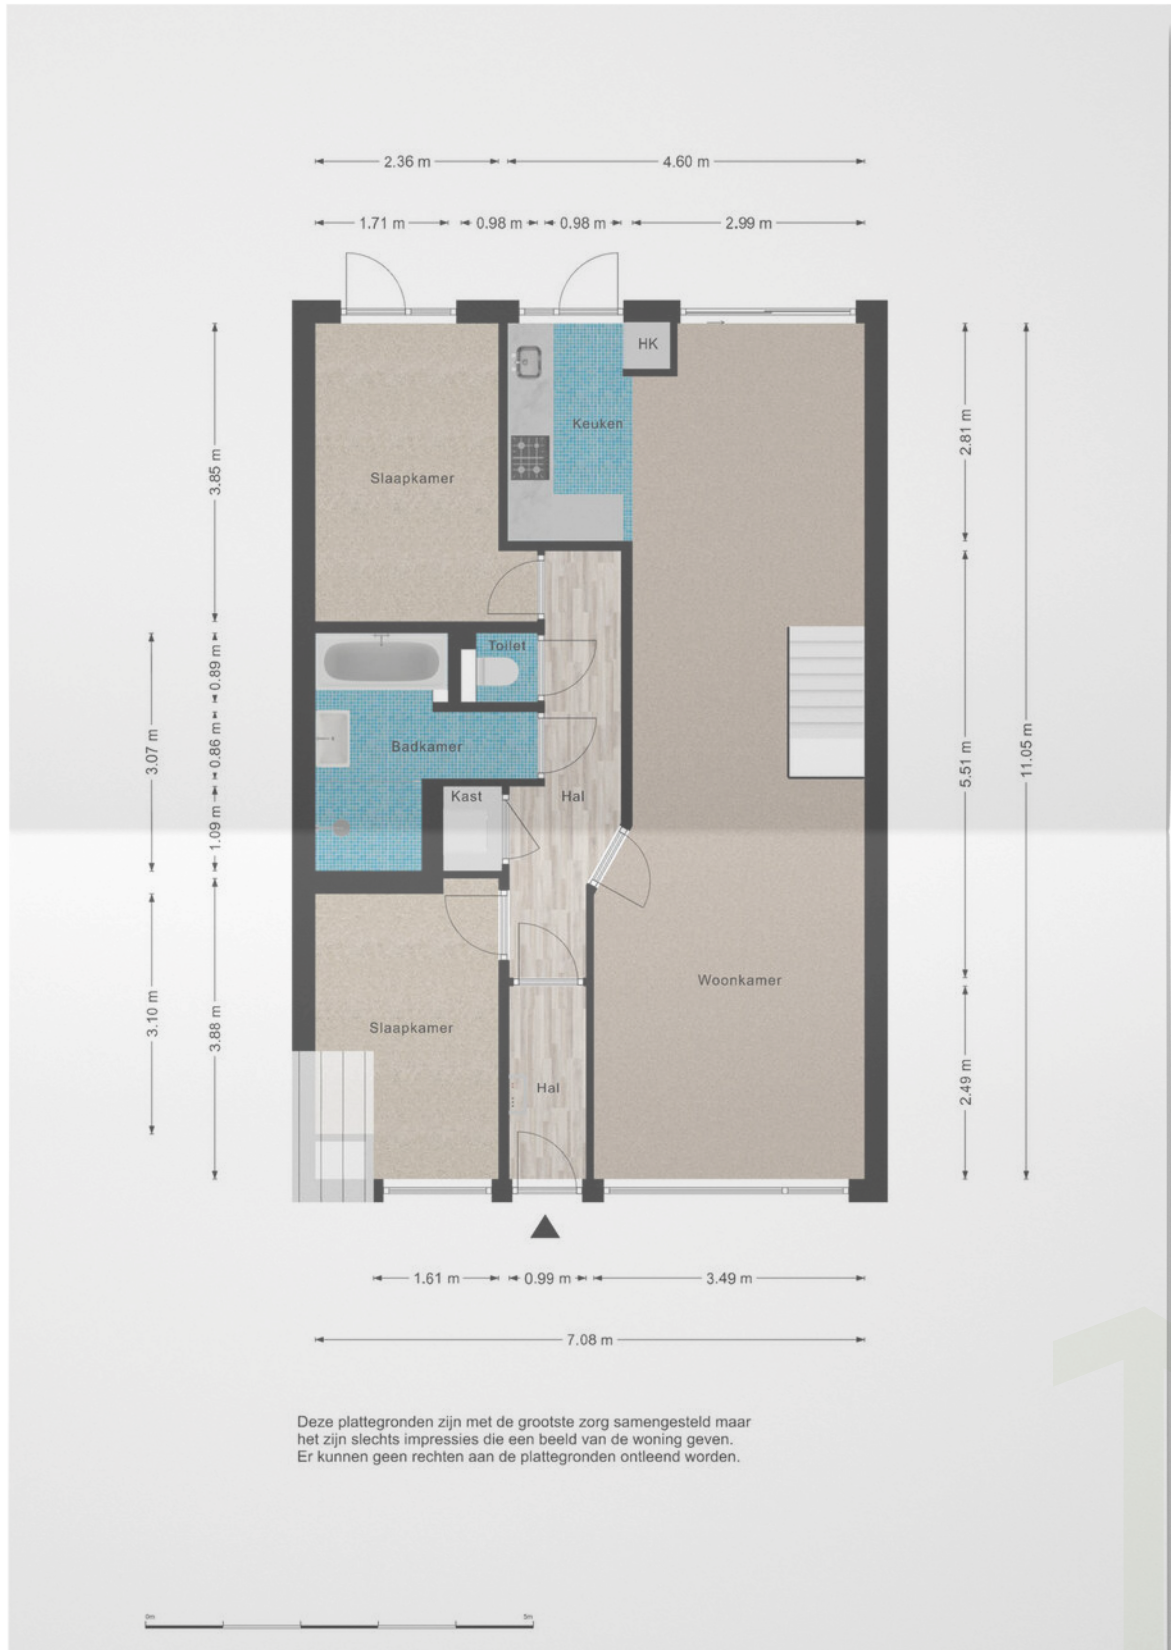 2.36 m
4.60 m
1.71 m
0.98 m
0.98 m
2.99 m
HK
Keuken
Slaapkamer
2.81 m
3.85 m
Toilet
0.89 m
Badkamer
0.86 m
3.07 m
5.51 m
11.05 m
Kast
Hal
1.09 m
Woonkamer
3.10 m
3.88 m
Slaapkamer
Hal
2.49 m
1.61 m
0.99 m
3.49 m
7.08 m
Deze plattegronden zijn met de grootste zorg samengesteld maar
het zijn slechts impressies die een beeld van de woning geven.
Er kunnen geen rechten aan de plattegronden ontleend worden.
0m
5m
1